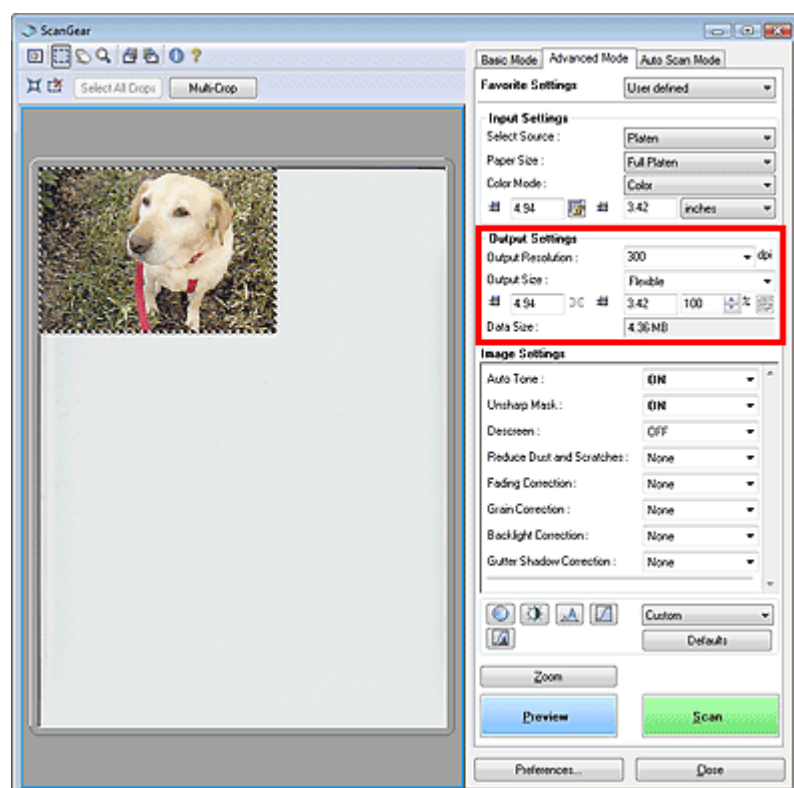 ScanGear
Select All Crops Multi-Crop
Basic Mode Advanced Mode Auto Scan Mode
Favorite Settings User defined
Input Settings
Select Source : Platen
Paper Size : Full Platen
Color Mode : Color
4.94 3.42 inches
Output Settings
Output Resolution : 300 dpi
Output Size : Flexible
4.94 3.42 100 %
Data Size : 4.36 MB
Image Settings
Auto Tone : ON
Unsharp Mask : ON
Descreen : OFF
Reduce Dust and Scratches : None
Fading Correction : None
Grain Correction : None
Backlight Correction : None
Gutter Shadow Correction : None
Custom
Defaults
Zoom
Preview Scan
Preferences... Close